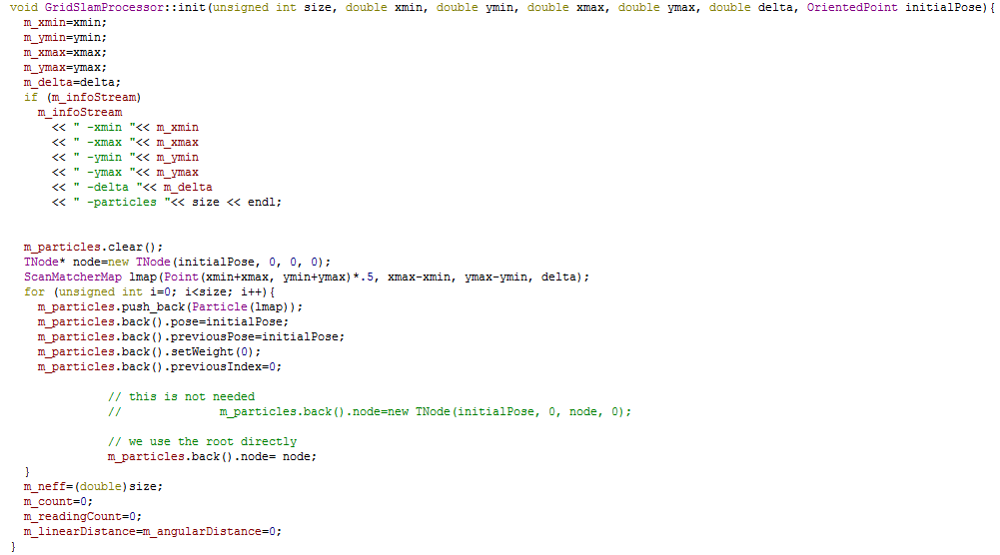 void GridSlamProcessor::init(unsigned int size, double xmin, double ymin, double xmax, double ymax, double delta, OrientedPoint initialPose){
  m_xmin=xmin;
  m_ymin=ymin;
  m_xmax=xmax;
  m_ymax=ymax;
  m_delta=delta;
  if (m_infoStream)
    m_infoStream
      << " -xmin "<< m_xmin
      << " -xmax "<< m_xmax
      << " -ymin "<< m_ymin
      << " -ymax "<< m_ymax
      << " -delta "<< m_delta
      << " -particles "<< size << endl;
  m_particles.clear();
  TNode* node=new TNode(initialPose, 0, 0, 0);
  ScanMatcherMap lmap(Point(xmin+xmax, ymin+ymax)*.5, xmax-xmin, ymax-ymin, delta);
  for (unsigned int i=0; i<size; i++){
    m_particles.push_back(Particle(lmap));
    m_particles.back().pose=initialPose;
    m_particles.back().previousPose=initialPose;
    m_particles.back().setWeight(0);
    m_particles.back().previousIndex=0;
              // this is not needed
              //              m_particles.back().node=new TNode(initialPose, 0, node, 0);
              // we use the root directly
              m_particles.back().node= node;
  }
  m_neff=(double)size;
  m_count=0;
  m_readingCount=0;
  m_linearDistance=m_angularDistance=0;
}